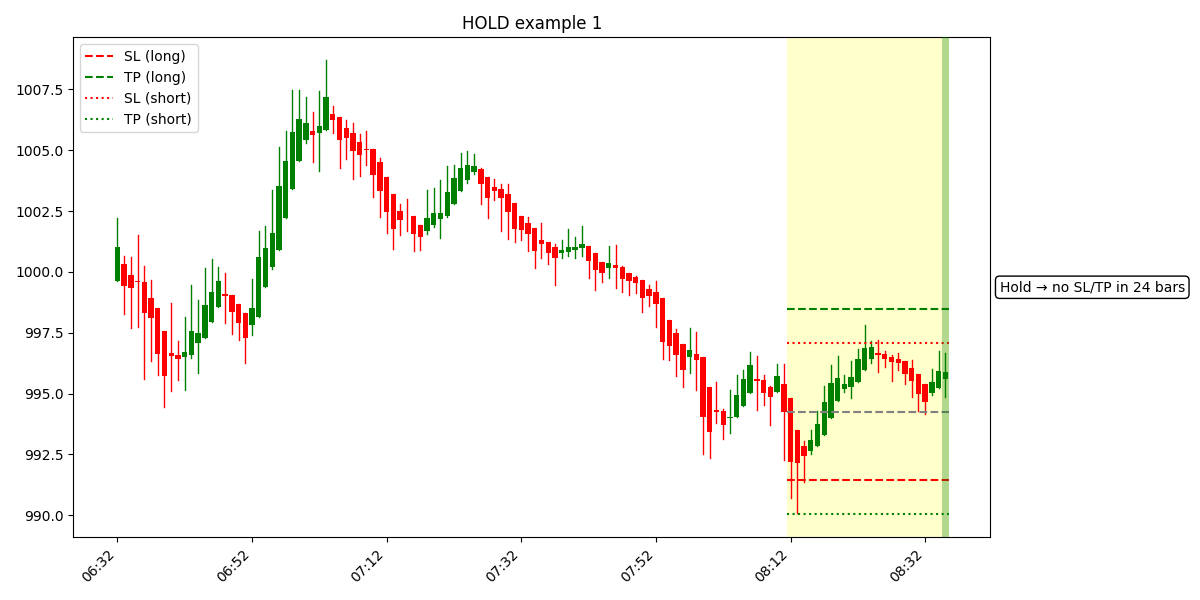 HOLD example 1
SL (long)
TP (long)
SL (short)
TP (short)
1007.5
1005.0
1002.5
1000.0
997.5
995.0
992.5
990.0
Hold → no SL/TP in 24 bars
06:32
06:52
07:12
07:32
07:52
08:12
08:32